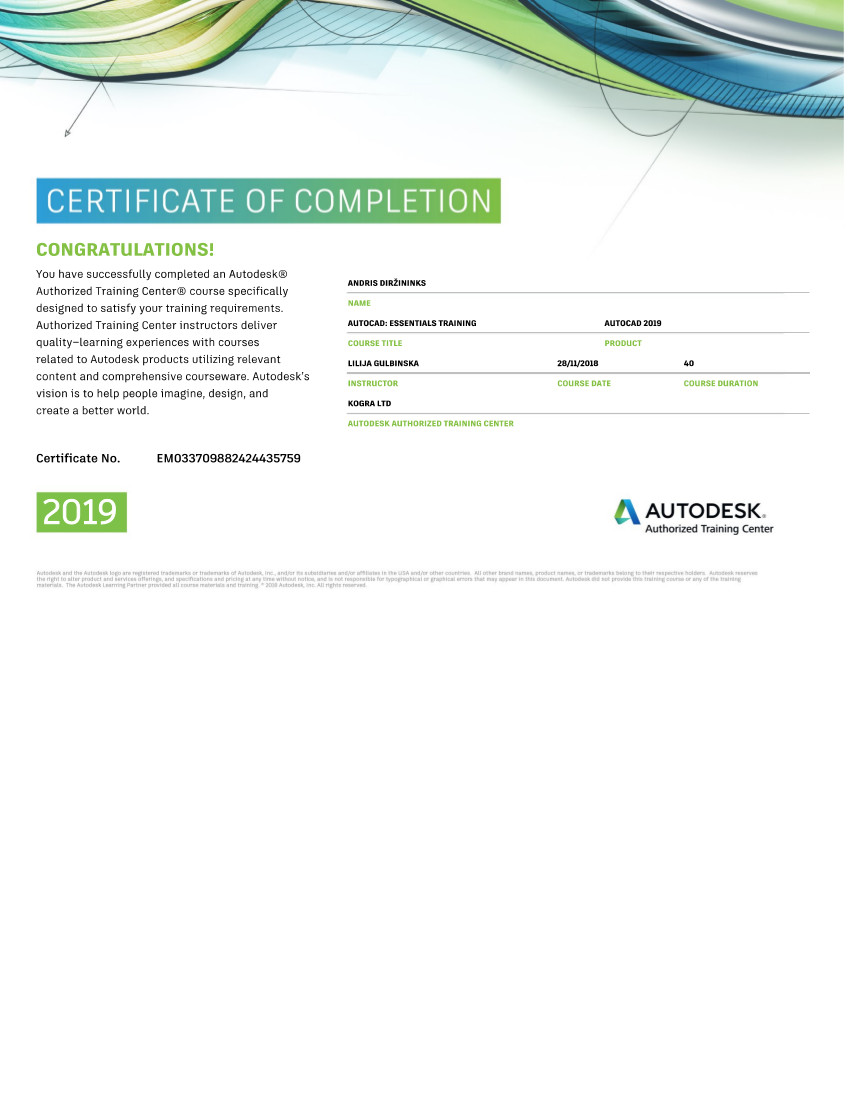 CERTIFICATE OF COMPLETION
CONGRATULATIONS!
You have successfully completed an Autodesk®
Authorized Training Center® course specifically
designed to satisfy your training requirements.
Authorized Training Center instructors deliver
quality–learning experiences with courses
related to Autodesk products utilizing relevant
content and comprehensive courseware. Autodesk's
vision is to help people imagine, design, and
create a better world.
ANDRIS DIRŽININKS
NAME
AUTOCAD: ESSENTIALS TRAINING AUTOCAD 2019
COURSE TITLE PRODUCT
LILIJA GULBINSKA 28/11/2018 40
INSTRUCTOR COURSE DATE COURSE DURATION
KOGRA LTD
AUTODESK AUTHORIZED TRAINING CENTER
Certificate No. EM033709882424435759
2019
AUTODESK.
Authorized Training Center
Autodesk and the Autodesk logo are registered trademarks or trademarks of Autodesk, Inc., and/or its subsidiaries and/or affiliates in the USA and/or other countries. All other brand names, product names, or trademarks belong to their respective holders. Autodesk reserves
the right to alter product and services offerings, and specifications and pricing at any time without notice, and is not responsible for typographical or graphical errors that may appear in this document. Autodesk did not provide this training course or any of the training
materials. The Autodesk Learning Partner provided all course materials and training. © 2018 Autodesk, Inc. All rights reserved.